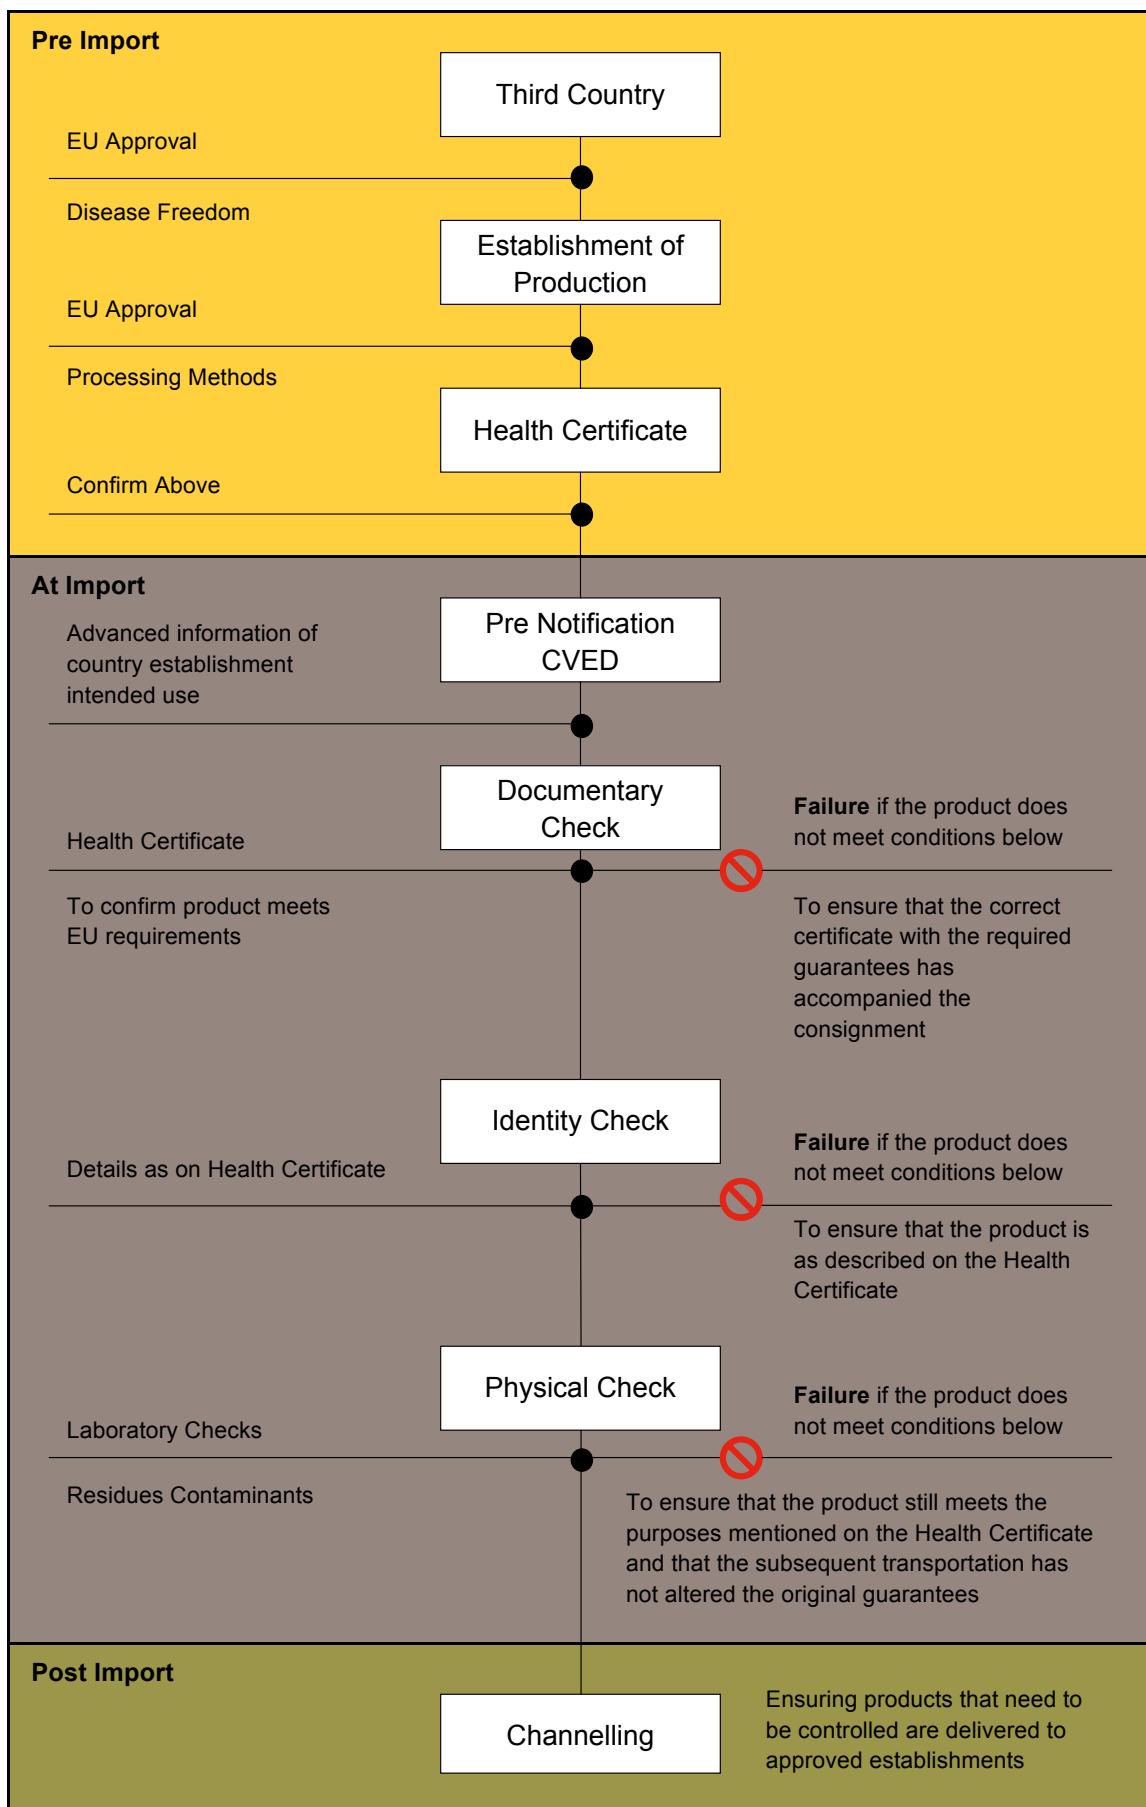 Pre Import
Third Country
EU Approval
Disease Freedom
Establishment of
Production
EU Approval
Processing Methods
Health Certificate
Confirm Above
At Import
Pre Notification
CVED
Advanced information of
country establishment
intended use
Documentary
Check
Health Certificate
Failure if the product does
not meet conditions below
To confirm product meets
EU requirements
To ensure that the correct
certificate with the required
guarantees has
accompanied the
consignment
Identity Check
Details as on Health Certificate
Failure if the product does
not meet conditions below
To ensure that the product is
as described on the Health
Certificate
Physical Check
Laboratory Checks
Failure if the product does
not meet conditions below
Residues Contaminants
To ensure that the product still meets the
purposes mentioned on the Health Certificate
and that the subsequent transportation has
not altered the original guarantees
Post Import
Channelling
Ensuring products that need to
be controlled are delivered to
approved establishments